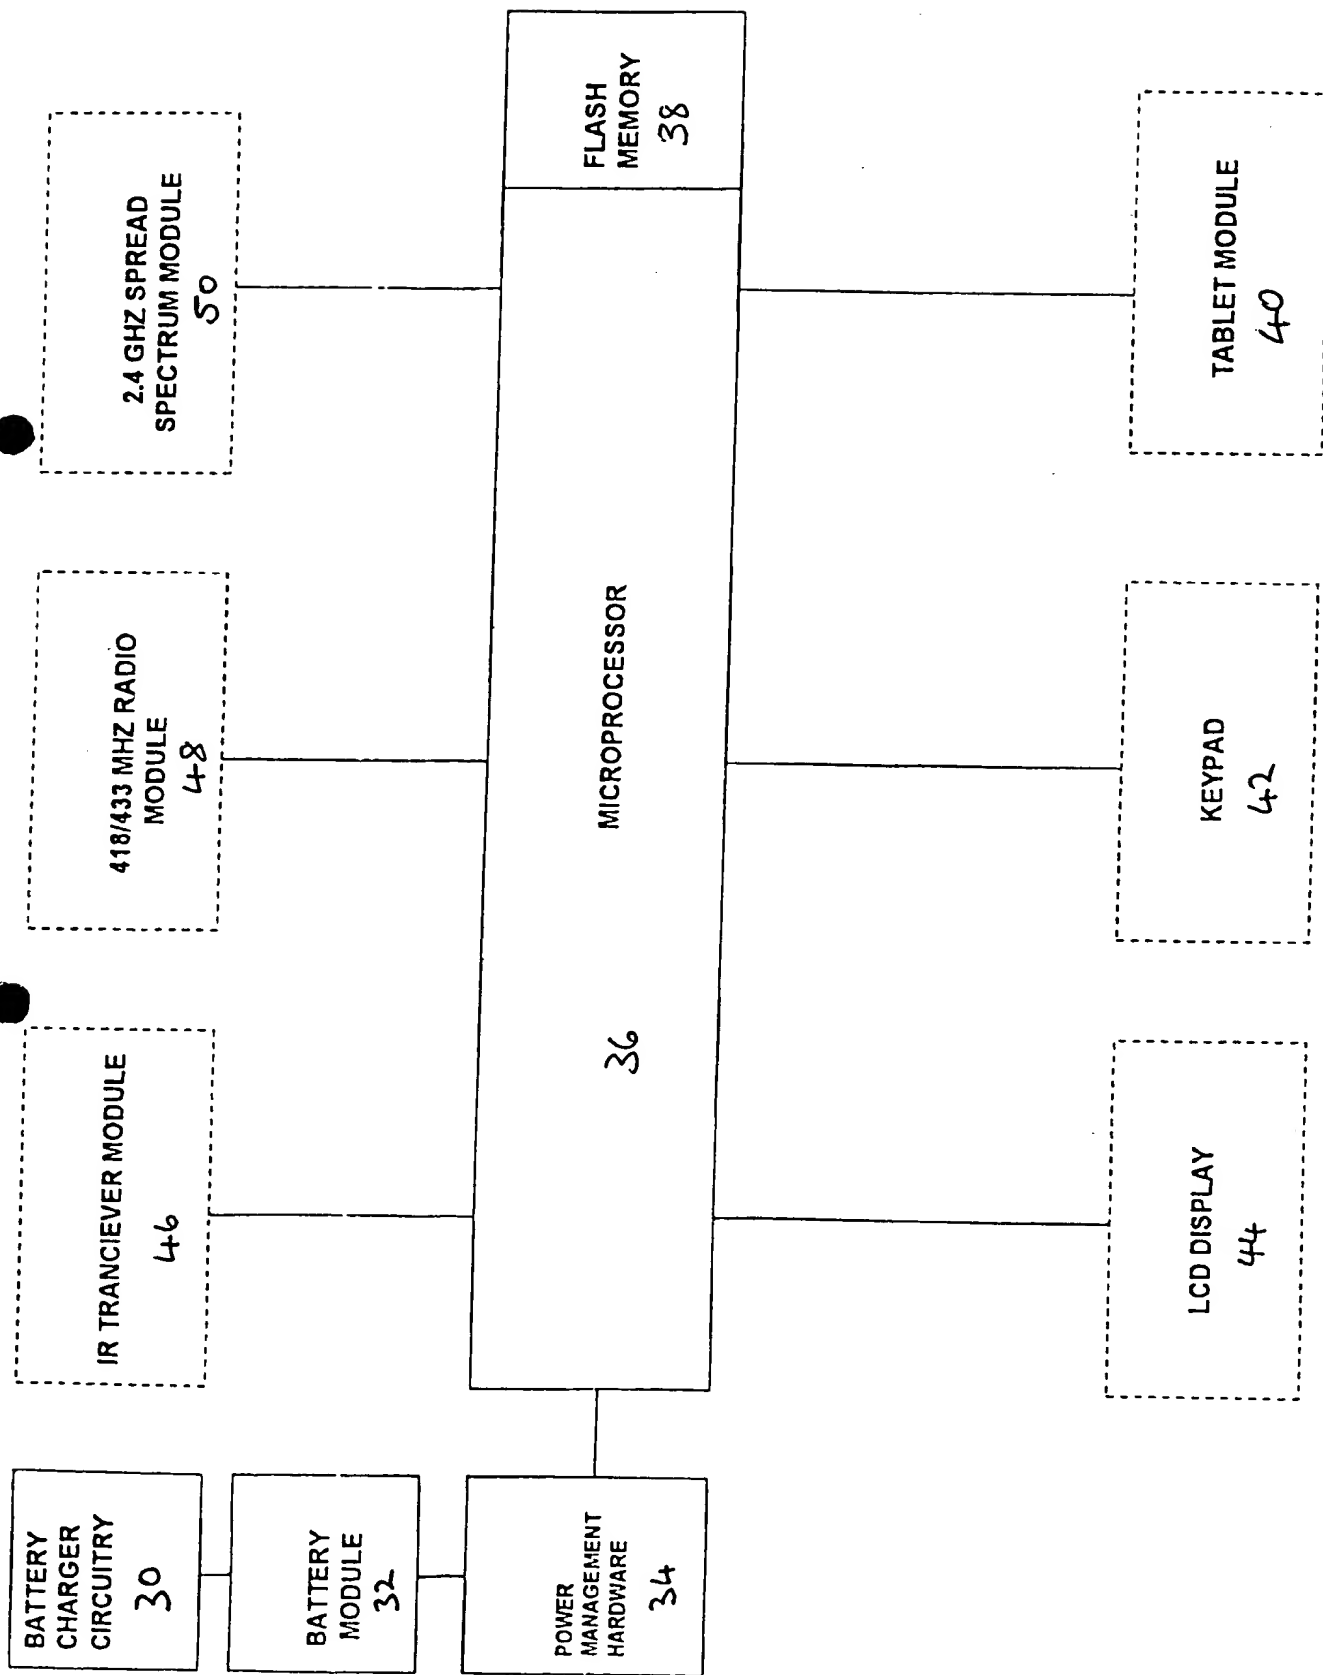 BATTERY
CHARGER
CIRCUITRY
30
IR TRANCIEVER MODULE
46
418/433 MHZ RADIO
MODULE
48
2.4 GHZ SPREAD
SPECTRUM MODULE
50
BATTERY
MODULE
32
POWER
MANAGEMENT
HARDWARE
34
36
MICROPROCESSOR
FLASH
MEMORY
38
LCD DISPLAY
44
KEYPAD
42
TABLET MODULE
40